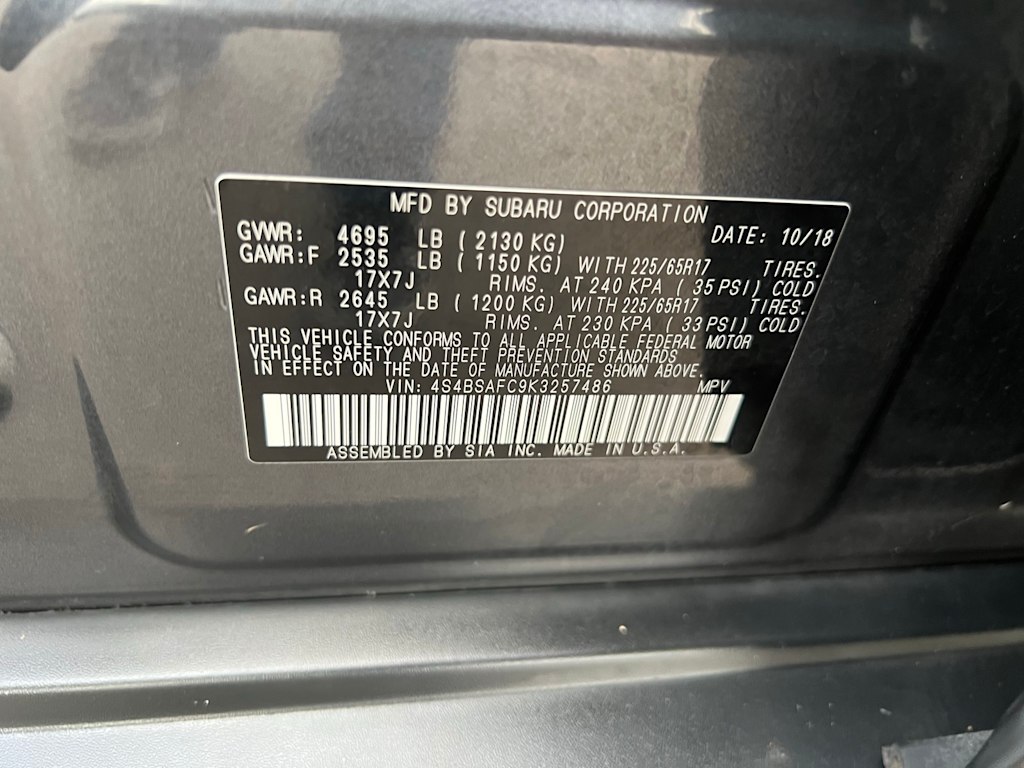 MFD BY SUBARU CORPORATION
GVWR: 4695 LB ( 2130 KG) DATE: 10/18
GAWR:F 2535 LB ( 1150 KG) WITH 225/65R17 TIRES.
17X7J RIMS. AT 240 KPA ( 35 PSI) COLD
GAWR:R 2645 LB ( 1200 KG) WITH 225/65R17 TIRES.
17X7J RIMS. AT 230 KPA ( 33 PSI) COLD
THIS VEHICLE CONFORMS TO ALL APPLICABLE FEDERAL MOTOR
VEHICLE SAFETY AND THEFT PREVENTION STANDARDS
IN EFFECT ON THE DATE OF MANUFACTURE SHOWN ABOVE.
VIN: 4S4BSAFC9K3257486 MPV
ASSEMBLED BY SIA INC. MADE IN U.S.A.